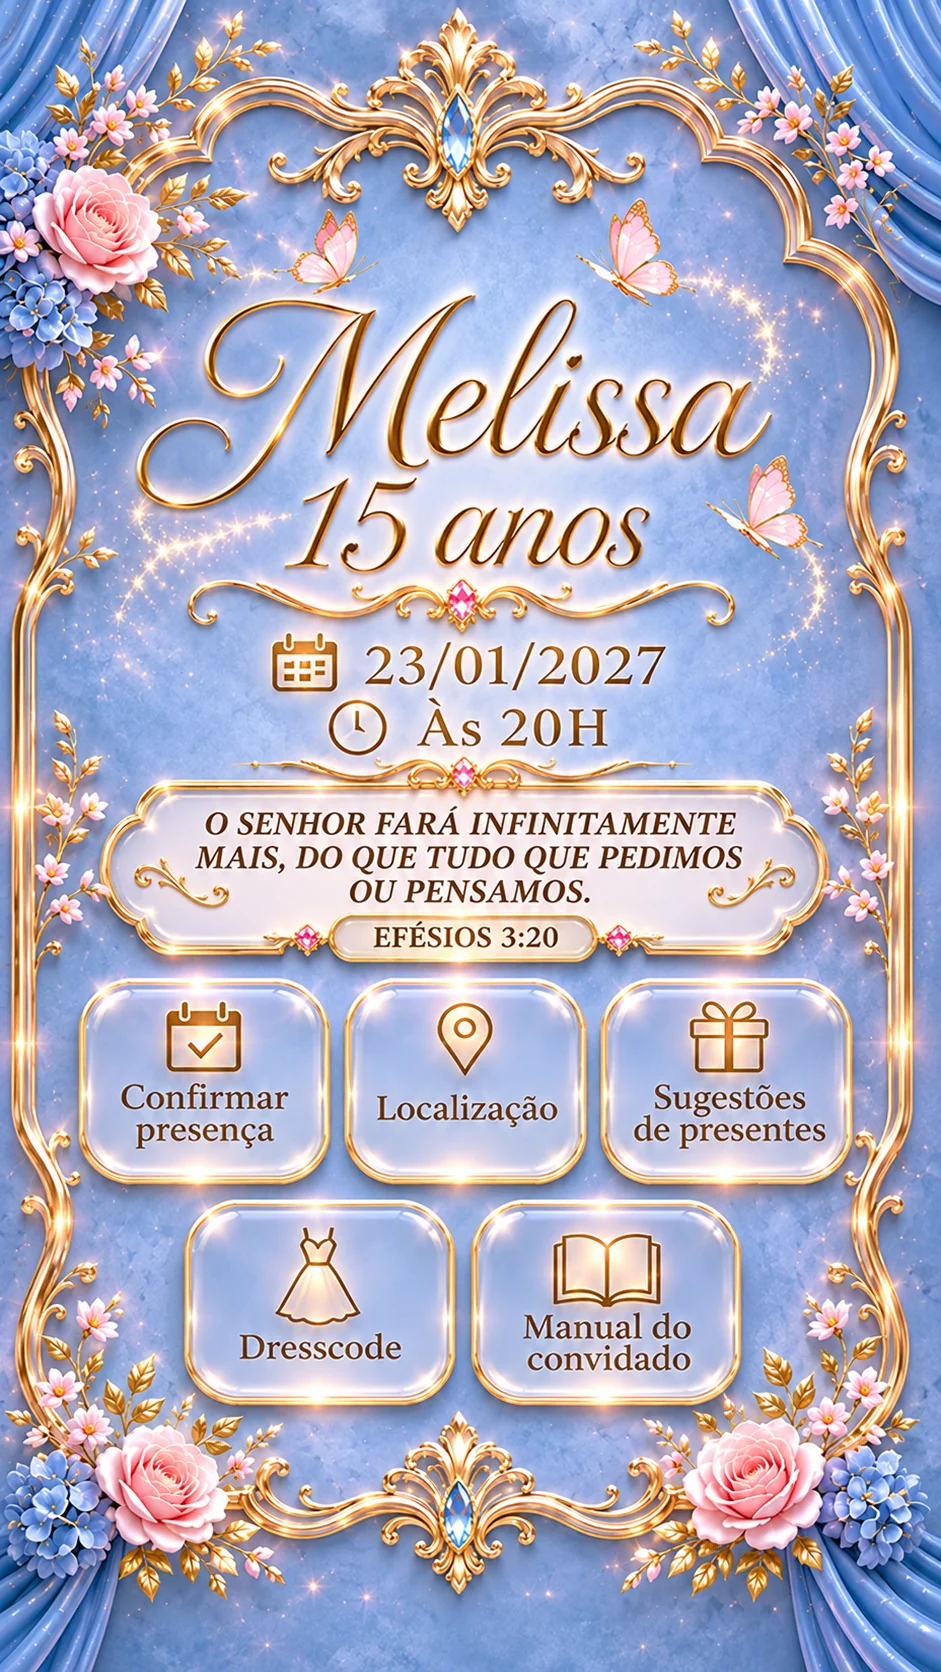 Melissa
15 anos
23/01/2027
Às 20H
O SENHOR FARÁ INFINITAMENTE
MAIS, DO QUE TUDO QUE PEDIMOS
OU PENSAMOS.
EFÉSIOS 3:20
Confirmar
presença
Localização
Sugestões
de presentes
Dresscode
Manual do
convidado